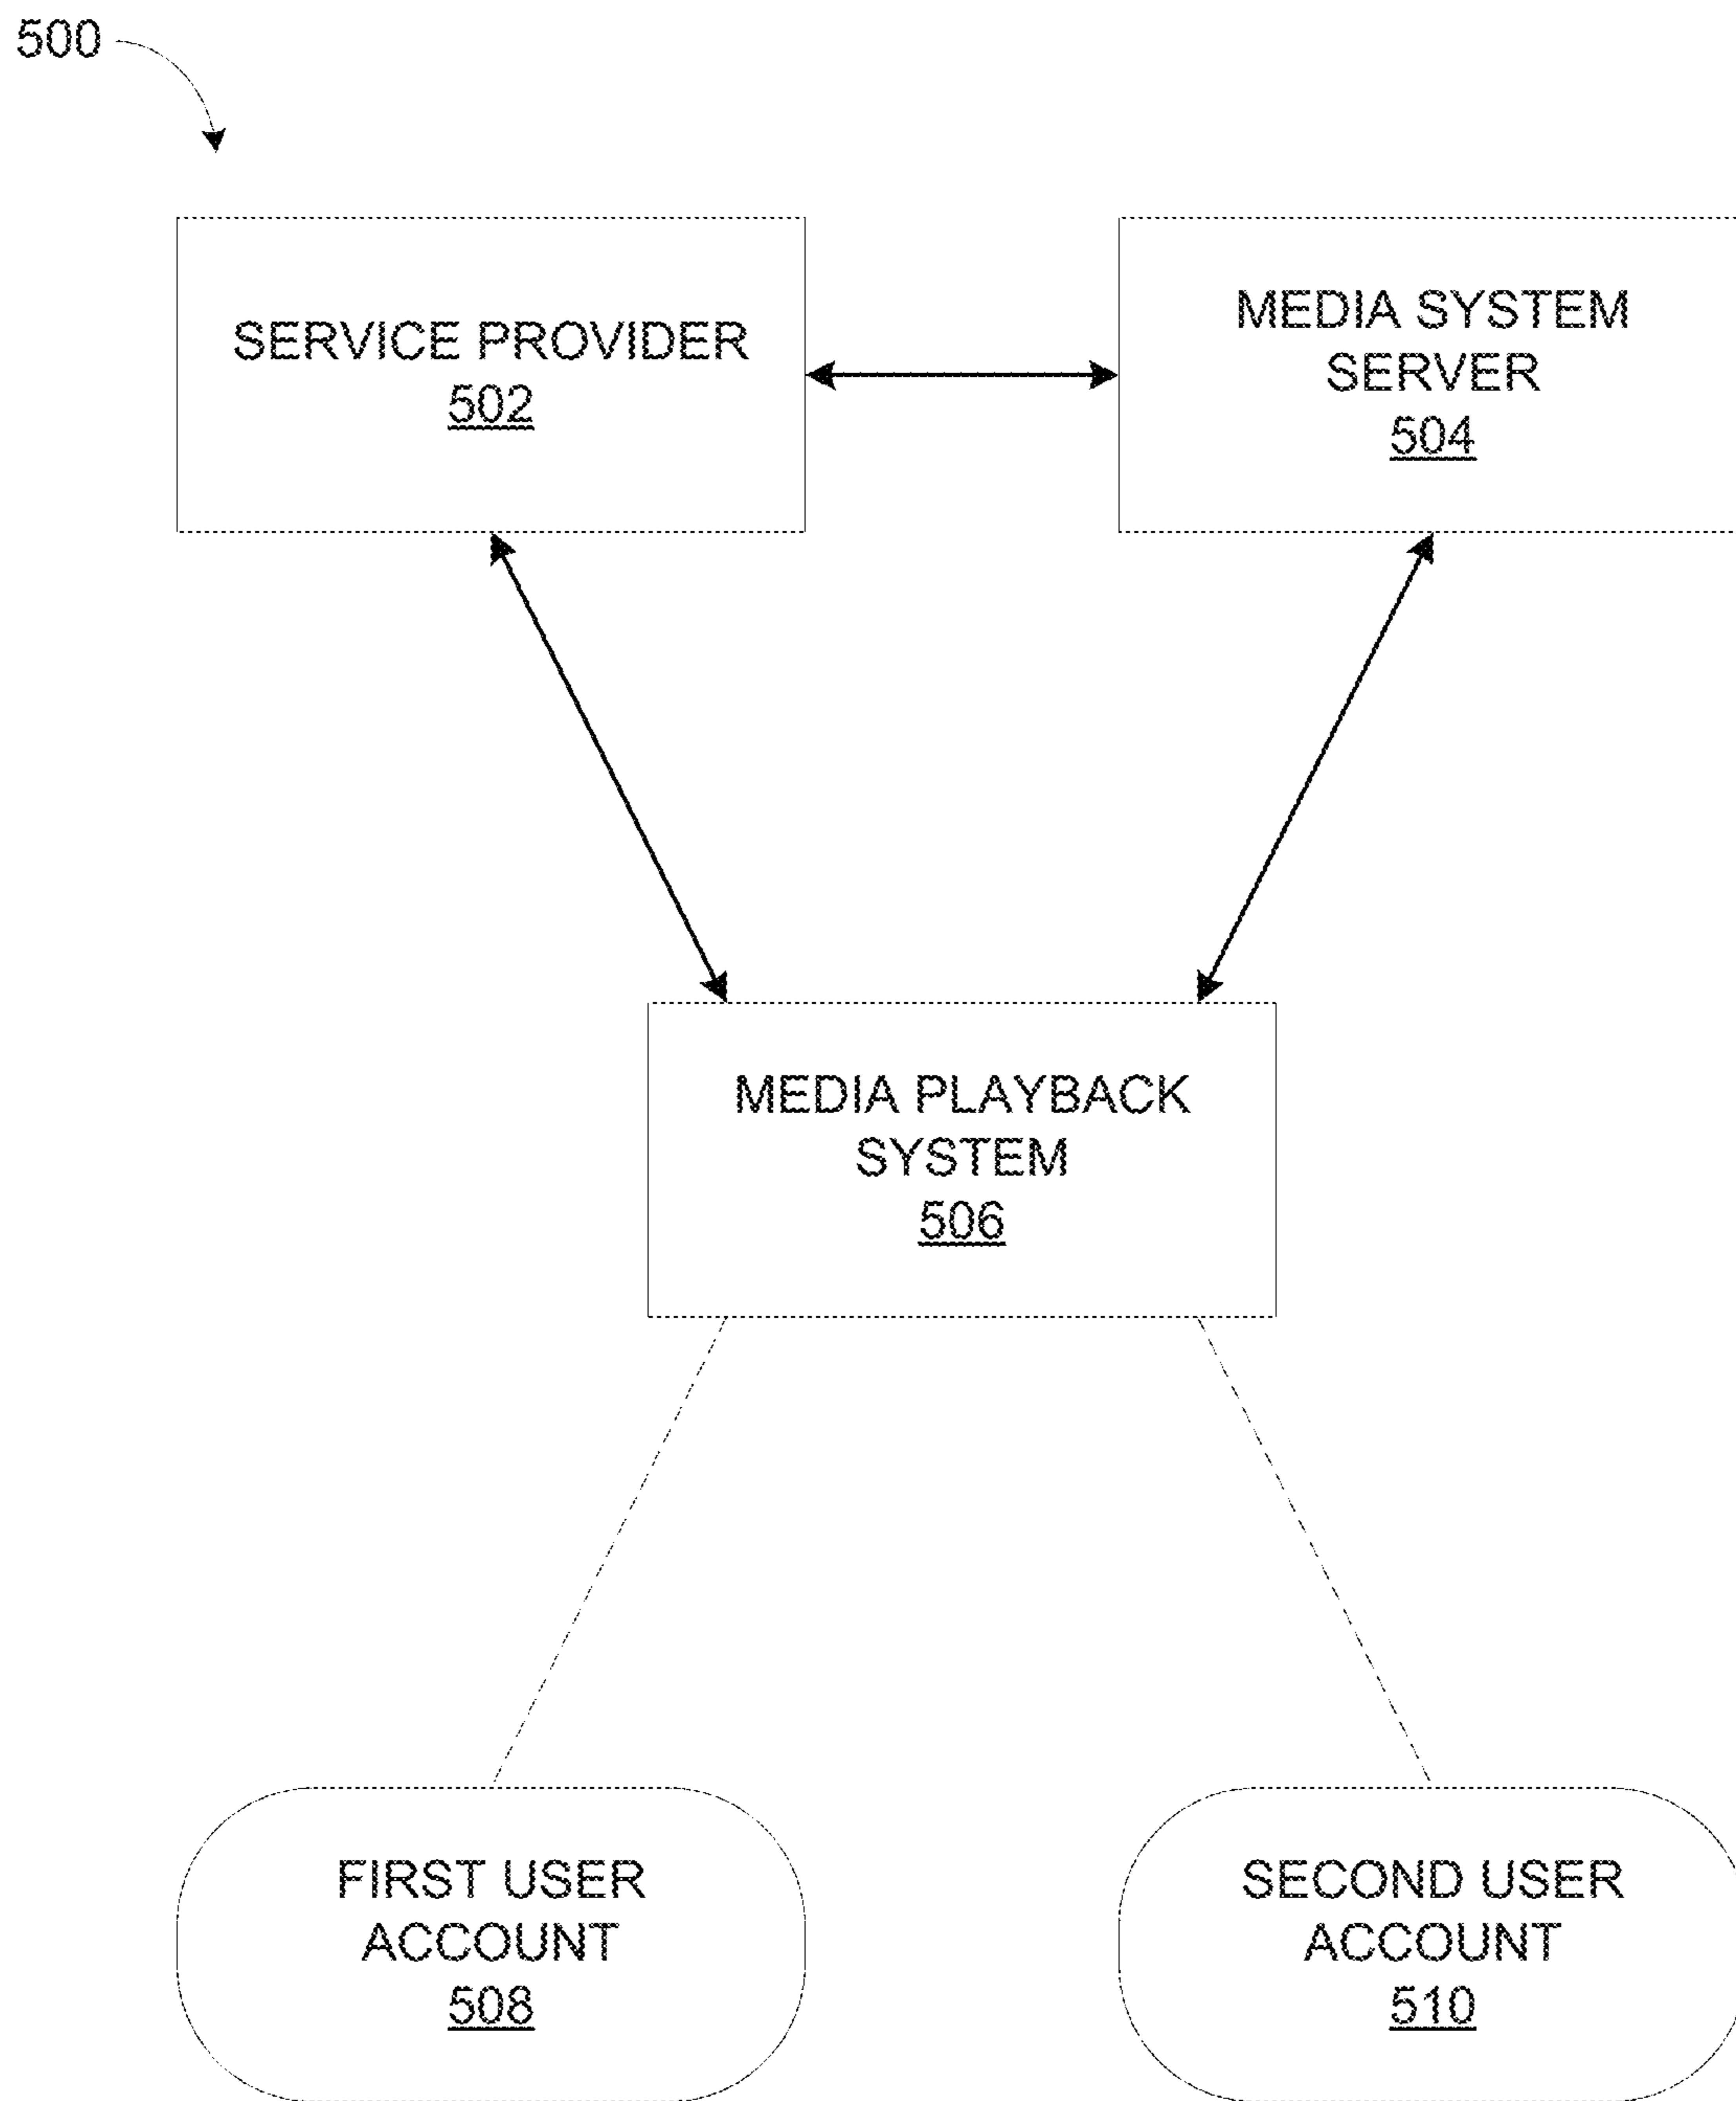 500
SERVICE PROVIDER
502
MEDIA SYSTEM
SERVER
504
MEDIA PLAYBACK
SYSTEM
506
FIRST USER
ACCOUNT
508
SECOND USER
ACCOUNT
510